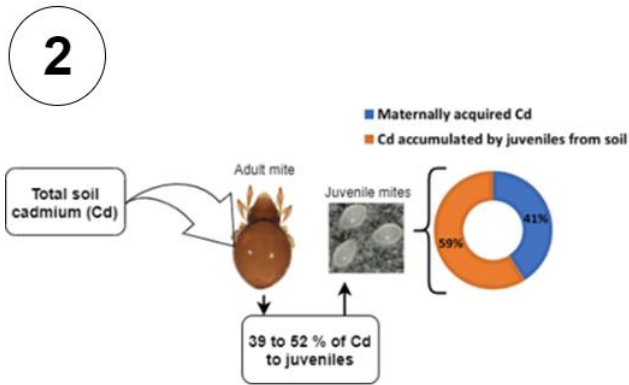 2
Maternally acquired Cd
Cd accumulated by juveniles from soil
Adult mite
Juvenile mites
Total soil
cadmium (Cd)
41%
59%
39 to 52 % of Cd
to juveniles